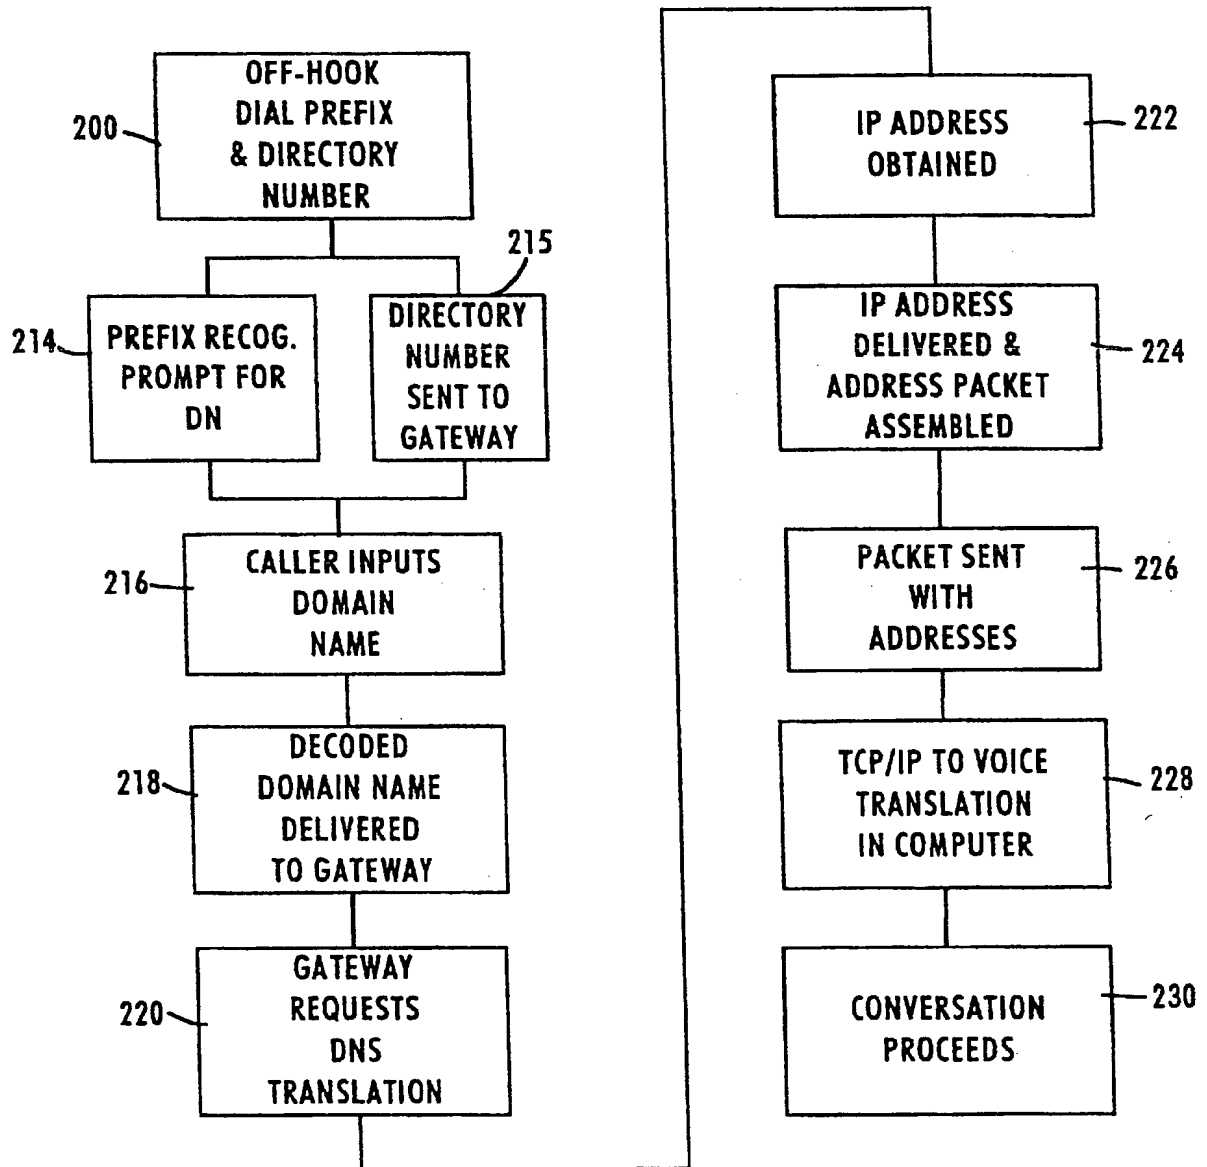 200
OFF-HOOK
DIAL PREFIX
& DIRECTORY
NUMBER
214
PREFIX RECOG.
PROMPT FOR
DN
215
DIRECTORY
NUMBER
SENT TO
GATEWAY
216
CALLER INPUTS
DOMAIN
NAME
218
DECODED
DOMAIN NAME
DELIVERED
TO GATEWAY
220
GATEWAY
REQUESTS
DNS
TRANSLATION
222
IP ADDRESS
OBTAINED
224
IP ADDRESS
DELIVERED &
ADDRESS PACKET
ASSEMBLED
226
PACKET SENT
WITH
ADDRESSES
228
TCP/IP TO VOICE
TRANSLATION
IN COMPUTER
230
CONVERSATION
PROCEEDS